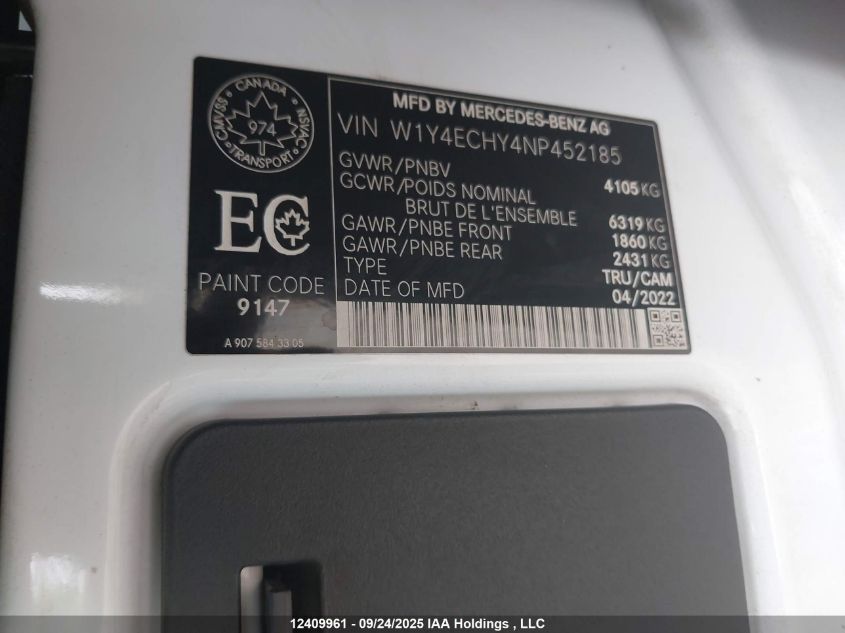 CANADA
CMVSS
974
NSVAC
TRANSPORT
EC
PAINT CODE
9147
A 907 584 33 05
MFD BY MERCEDES-BENZ AG
VIN W1Y4ECHY4NP452185
GVWR/PNBV 4105 KG
GCWR/POIDS NOMINAL
BRUT DE L'ENSEMBLE 6319 KG
GAWR/PNBE FRONT 1860 KG
GAWR/PNBE REAR 2431 KG
TYPE TRU/CAM
DATE OF MFD 04/2022
12409961 - 09/24/2025 IAA Holdings , LLC